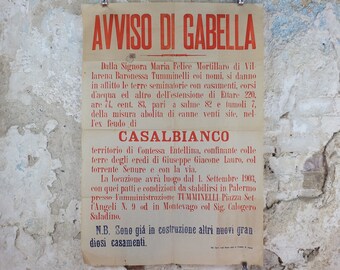 AVVISO DI GABELLA
Dalla Signora Maria Felice Mortillaro di Vil
larena Baronessa Tumminelli coi nomi, si danno
in affitto le terre seminatorie con casamenti, corsi
d'acqua ed altro dell'estensione di Ettare 229,
are 74, cent. 83, pari a salme 82 e tumoli 7,
della misura abolita di canne venti site, nel
l'ex feudo di
CASALBIANCO
territorio di Contessa Entellina, confinante colle
terre degli eredi di Giuseppe Giacone Lauro, col
torrente Senure e con la via.
La locazione avrà luogo dal 1. Settembre 1903,
con quei patti e condizioni da stabilirsi in Palermo
presso l'amministrazione TUMMINELLI Piazza Set
t'Angeli N. 9 od in Montevago col Sig. Calogero
Saladino.
N.B. Sono già in costruzione altri nuovi gran
diosi casamenti.